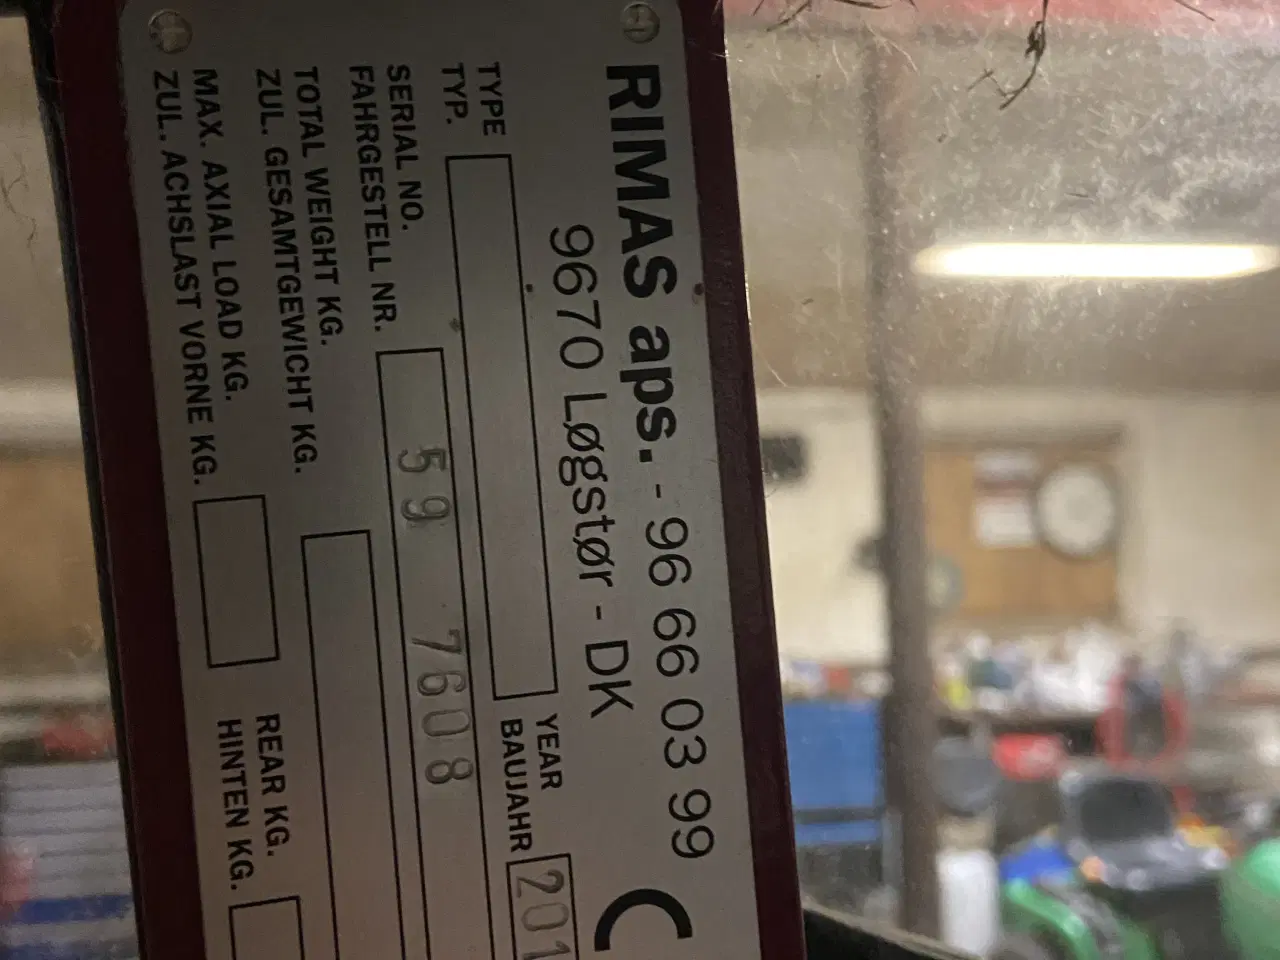 RIMAS aps. - 96 66 03 99
9670 Løgstør - DK
TYPE
TYP.
YEAR
BAUJAHR
201
SERIAL NO.
FAHRGESTELL NR.
59 7608
TOTAL WEIGHT KG.
ZUL. GESAMTGEWICHT KG.
MAX. AXIAL LOAD KG.
ZUL. ACHSLAST VORNE KG.
REAR KG.
HINTEN KG.